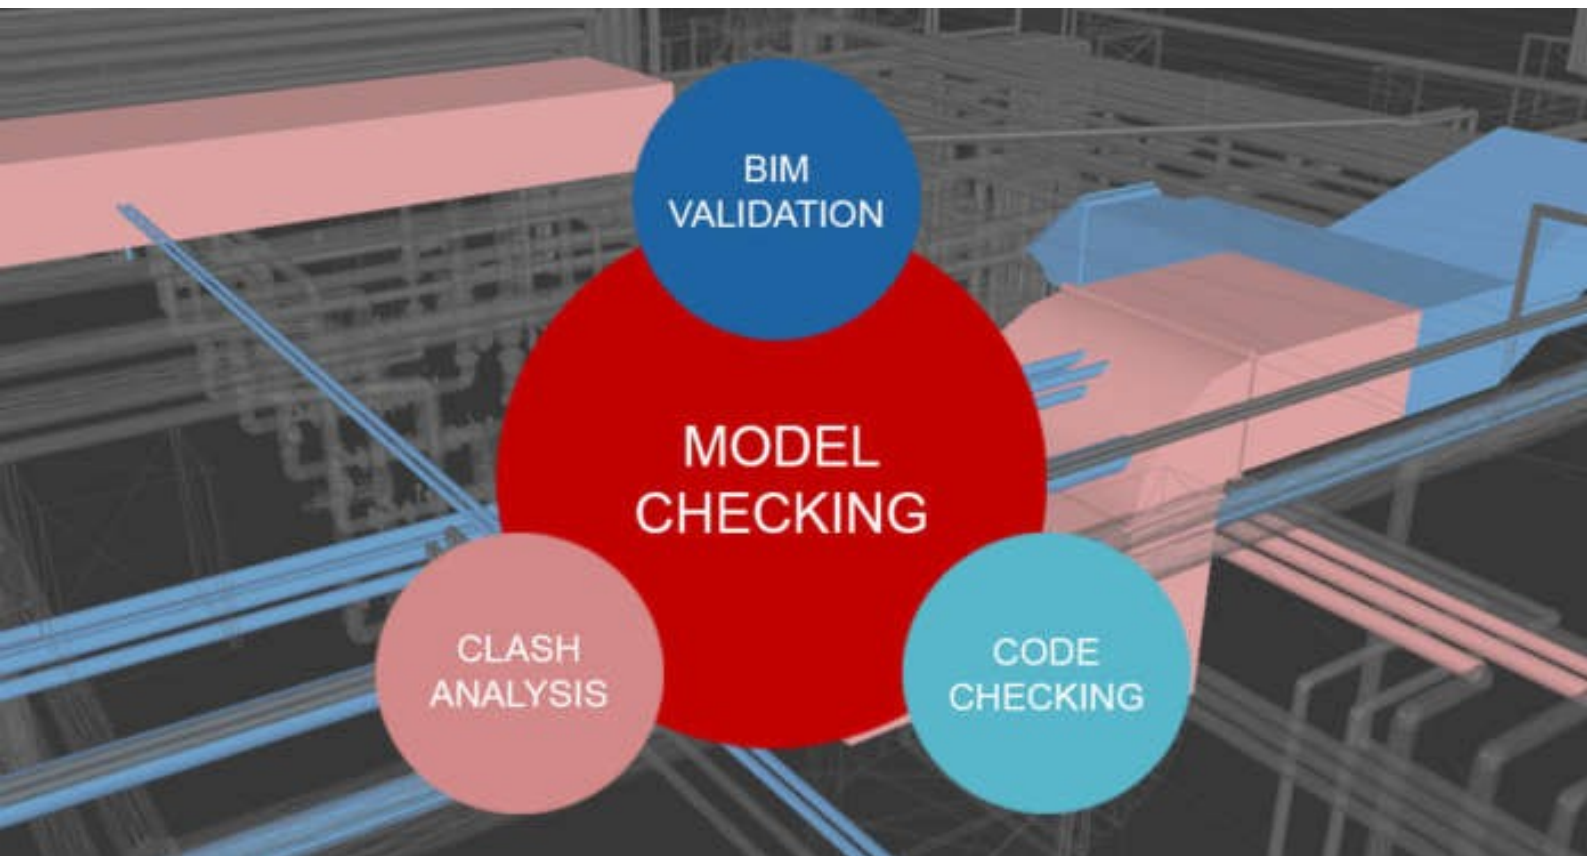 BIM
VALIDATION
MODEL
CHECKING
CLASH
ANALYSIS
CODE
CHECKING